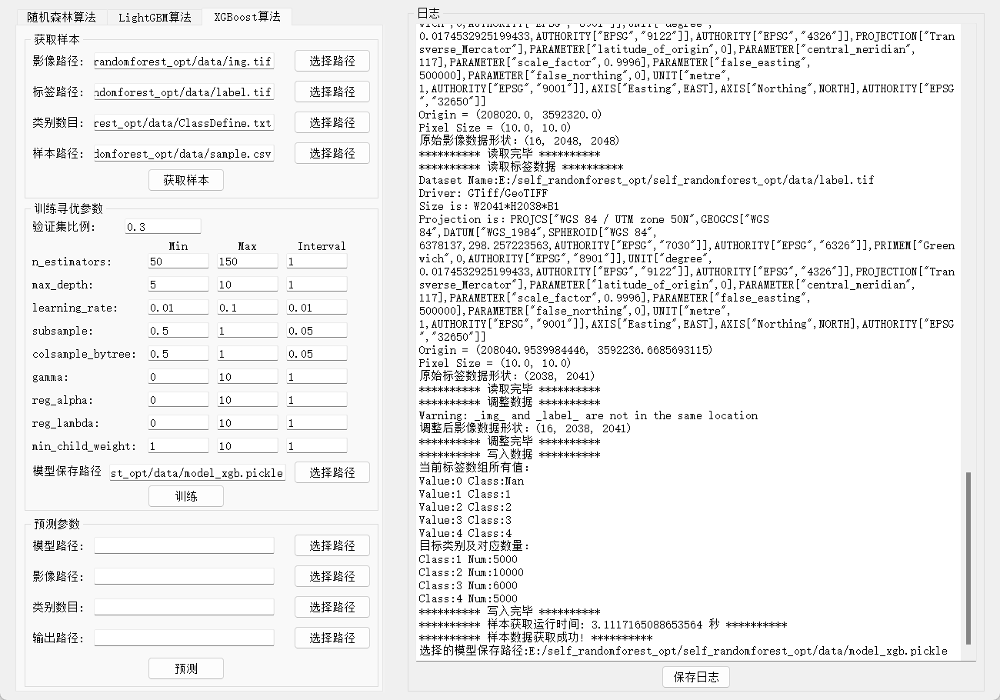 随机森林算法 LightGBM算法 XGBoost算法
获取样本
影像路径: randomforest_opt/data/img.tif 选择路径
标签路径: ndomforest_opt/data/label.tif 选择路径
类别数目: rest_opt/data/ClassDefine.txt 选择路径
样本路径: domforest_opt/data/sample.csv 选择路径
获取样本
训练寻优参数
验证集比例: 0.3
Min Max Interval
n_estimators: 50 150 1
max_depth: 5 10 1
learning_rate: 0.01 0.1 0.01
subsample: 0.5 1 0.05
colsample_bytree: 0.5 1 0.05
gamma: 0 10 1
reg_alpha: 0 10 1
reg_lambda: 0 10 1
min_child_weight: 1 10 1
模型保存路径 st_opt/data/model_xgb.pickle 选择路径
训练
预测参数
模型路径: 选择路径
影像路径: 选择路径
类别数目: 选择路径
输出路径: 选择路径
预测
日志
wich",0,AUTHORITY["EPSG","8901"]],UNIT["degree",
0.0174532925199433,AUTHORITY["EPSG","9122"]],AUTHORITY["EPSG","4326"]],PROJECTION["Tran
sverse_Mercator"],PARAMETER["latitude_of_origin",0],PARAMETER["central_meridian",
117],PARAMETER["scale_factor",0.9996],PARAMETER["false_easting",
500000],PARAMETER["false_northing",0],UNIT["metre",
1,AUTHORITY["EPSG","9001"]],AXIS["Easting",EAST],AXIS["Northing",NORTH],AUTHORITY["EPSG
","32650"]]
Origin = (208020.0, 3592320.0)
Pixel Size = (10.0, 10.0)
原始影像数据形状: (16, 2048, 2048)
********** 读取完毕 **********
********** 读取标签数据 **********
Dataset Name:E:/self_randomforest_opt/self_randomforest_opt/data/label.tif
Driver: GTiff/GeoTIFF
Size is: W2041*H2038*B1
Projection is: PROJCS["WGS 84 / UTM zone 50N",GEOGCS["WGS
84",DATUM["WGS_1984",SPHEROID["WGS 84",
6378137,298.257223563,AUTHORITY["EPSG","7030"]],AUTHORITY["EPSG","6326"]],PRIMEM["Green
wich",0,AUTHORITY["EPSG","8901"]],UNIT["degree",
0.0174532925199433,AUTHORITY["EPSG","9122"]],AUTHORITY["EPSG","4326"]],PROJECTION["Tran
sverse_Mercator"],PARAMETER["latitude_of_origin",0],PARAMETER["central_meridian",
117],PARAMETER["scale_factor",0.9996],PARAMETER["false_easting",
500000],PARAMETER["false_northing",0],UNIT["metre",
1,AUTHORITY["EPSG","9001"]],AXIS["Easting",EAST],AXIS["Northing",NORTH],AUTHORITY["EPSG
","32650"]]
Origin = (208040.9539984446, 3592236.6685693115)
Pixel Size = (10.0, 10.0)
原始标签数据形状: (2038, 2041)
********** 读取完毕 **********
********** 调整数据 **********
Warning: _img_ and _label_ are not in the same location
调整后影像数据形状: (16, 2038, 2041)
********** 调整完毕 **********
********** 写入数据 **********
当前标签数组所有值:
Value:0 Class:Nan
Value:1 Class:1
Value:2 Class:2
Value:3 Class:3
Value:4 Class:4
目标类别及对应数量:
Class:1 Num:5000
Class:2 Num:10000
Class:3 Num:6000
Class:4 Num:5000
********** 写入完毕 **********
********** 样本获取运行时间: 3.1117165088653564 秒 **********
********** 样本数据获取成功! **********
选择的模型保存路径:E:/self_randomforest_opt/self_randomforest_opt/data/model_xgb.pickle
保存日志